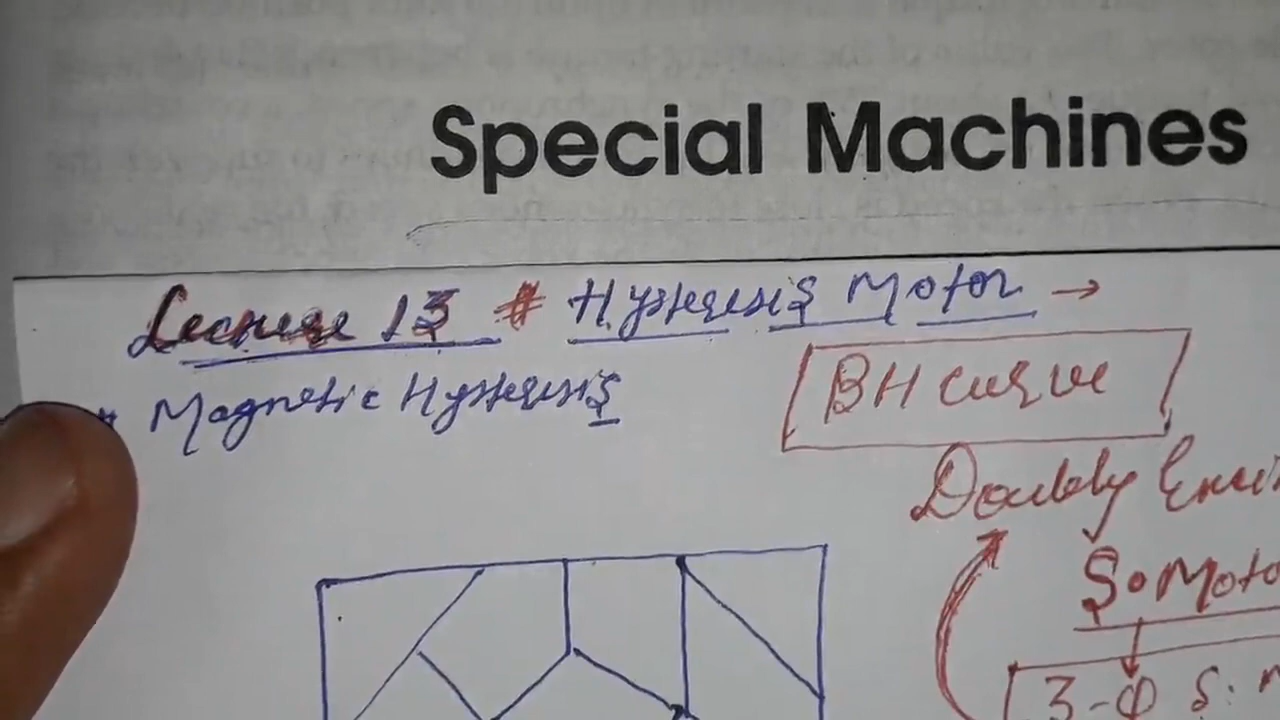 Special Machines
Lecture 13 # Hysteresis Motor →
# Magnetic Hysteresis
BH curve
Doubly
S. Motor
3-Φ S.